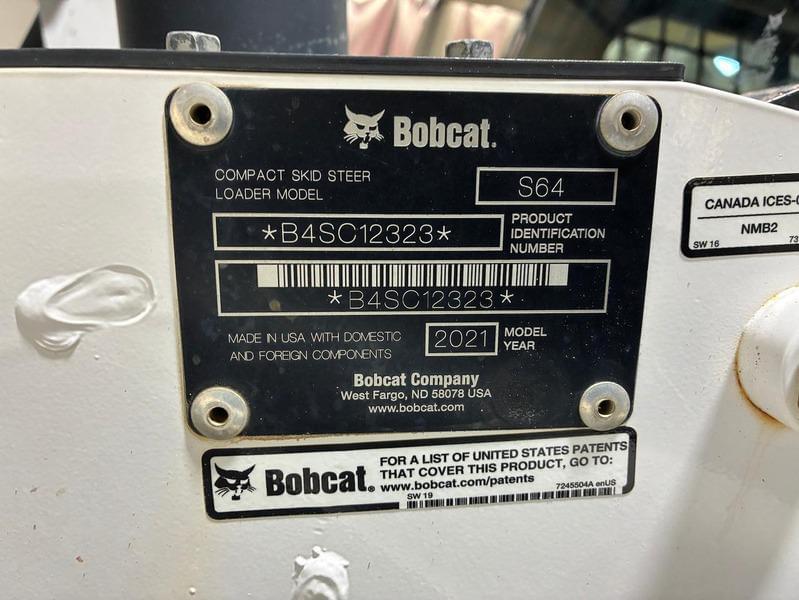 Bobcat.
COMPACT SKID STEER
LOADER MODEL
S64
*B4SC12323*
PRODUCT
IDENTIFICATION
NUMBER
*B4SC12323*
MADE IN USA WITH DOMESTIC
AND FOREIGN COMPONENTS
2021
MODEL
YEAR
Bobcat Company
West Fargo, ND 58078 USA
www.bobcat.com
Bobcat.
FOR A LIST OF UNITED STATES PATENTS
THAT COVER THIS PRODUCT, GO TO:
www.bobcat.com/patents
7245504A enUS
SW 19
CANADA ICES-
NMB2
SW 16
73